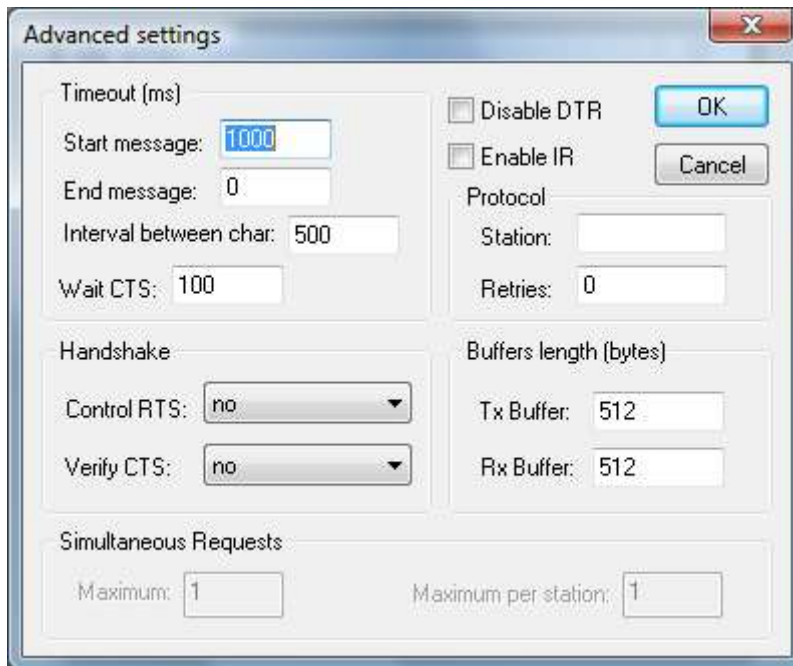 Advanced settings
Timeout (ms)
Start message: 1000
End message: 0
Interval between char: 500
Wait CTS: 100
Disable DTR
Enable IR
OK
Cancel
Protocol
Station:
Retries: 0
Handshake
Control RTS: no
Verify CTS: no
Buffers length (bytes)
Tx Buffer: 512
Rx Buffer: 512
Simultaneous Requests
Maximum: 1
Maximum per station: 1